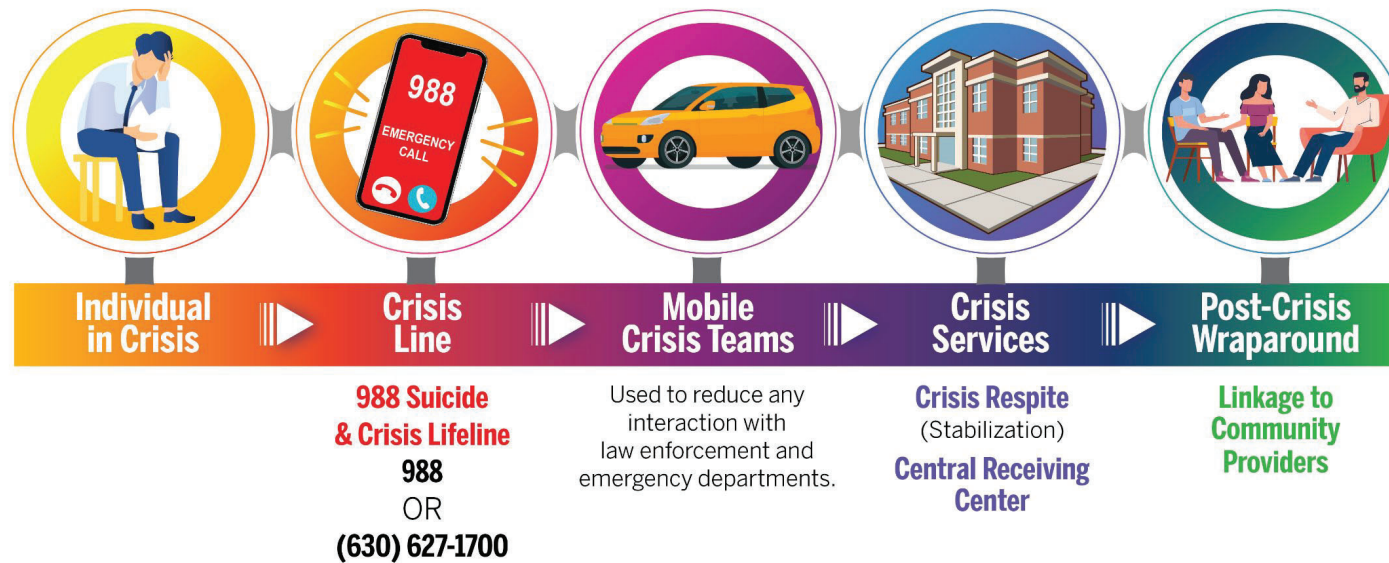 988
EMERGENCY
CALL
Individual
in Crisis
Crisis
Line
Mobile
Crisis Teams
Crisis
Services
Post-Crisis
Wraparound
988 Suicide
& Crisis Lifeline
988
OR
(630) 627-1700
Used to reduce any
interaction with
law enforcement and
emergency departments.
Crisis Respite
(Stabilization)
Central Receiving
Center
Linkage to
Community
Providers